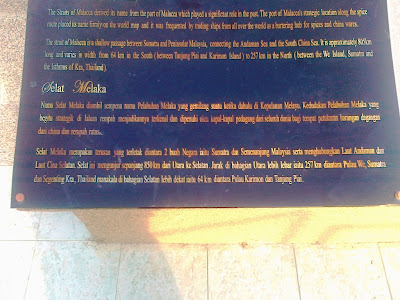 The Straits of Malacca derived its name from the port of Malacca which played a significant role in the past. The port of Malacca's strategic location along the spice
route placed its name firmly on the world map and it was frequented by trading ships from all over the world as a bartering hub for spices and china wares.
The strait of Malacca is a shallow passage between Sumatra and Peninsular Malaysia, connecting the Andaman Sea and the South China Sea. It is approximately 805km
long and varies in width from 64 km in the South ( between Tanjung Piai and Karimun Island ) to 257 km in the North ( between the We Island, Sumatra and
the Isthmus of Kra, Thailand ).
Selat Melaka
Nama Selat Melaka diambil sempena nama Pelabuhan Melaka yang gemilang suatu ketika dahulu di Kepulauan Melayu. Kedudukan Pelabuhan Melaka yang
begitu strategik di laluan rempah menjadikannya terkenal dan dipenuhi oleh kapal-kapal pedagang dari seluruh dunia bagi tempat pertukaran barangan dagangan
dari china dan rempah ratus.
Selat Melaka merupakan terusan yang terletak diantara 2 buah Negara iaitu Sumatra dan Semenanjung Malaysia serta menghubungkan Laut Andaman dan
Laut Cina Selatan. Selat ini mengunjur sepanjang 850 km dari Utara ke Selatan. Jarak di bahagian Utara lebih lebar iaitu 257 km diantara Pulau We, Sumatra
dan Segenting Kra, Thailand manakala di bahagian Selatan lebih dekat iaitu 64 km diantara Pulau Karimon dan Tanjung Piai.